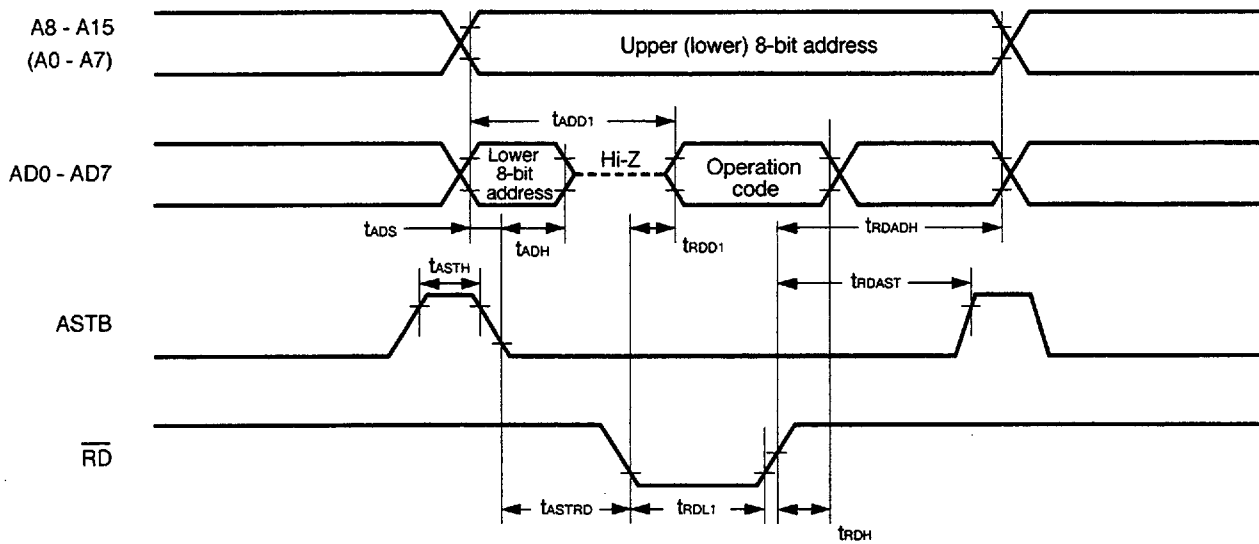 A8 - A15
(A0 - A7)
Upper (lower) 8-bit address
tADD1
AD0 - AD7
Lower
8-bit
address
Hi-Z
Operation
code
tADS
tADH
tRDD1
tRDADH
tASTH
tRDAST
ASTB
RD
tASTRD
tRDL1
tRDH